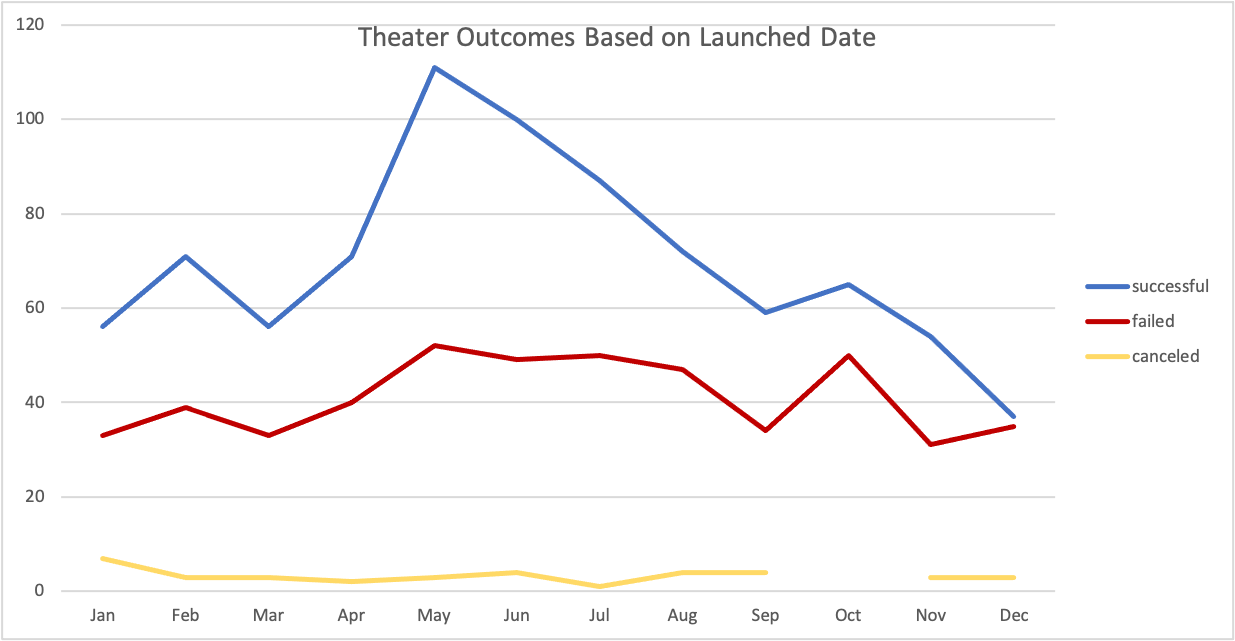 Theater Outcomes Based on Launched Date
120
100
80
60
40
20
0
Jan Feb Mar Apr May Jun Jul Aug Sep Oct Nov Dec
successful
failed
canceled